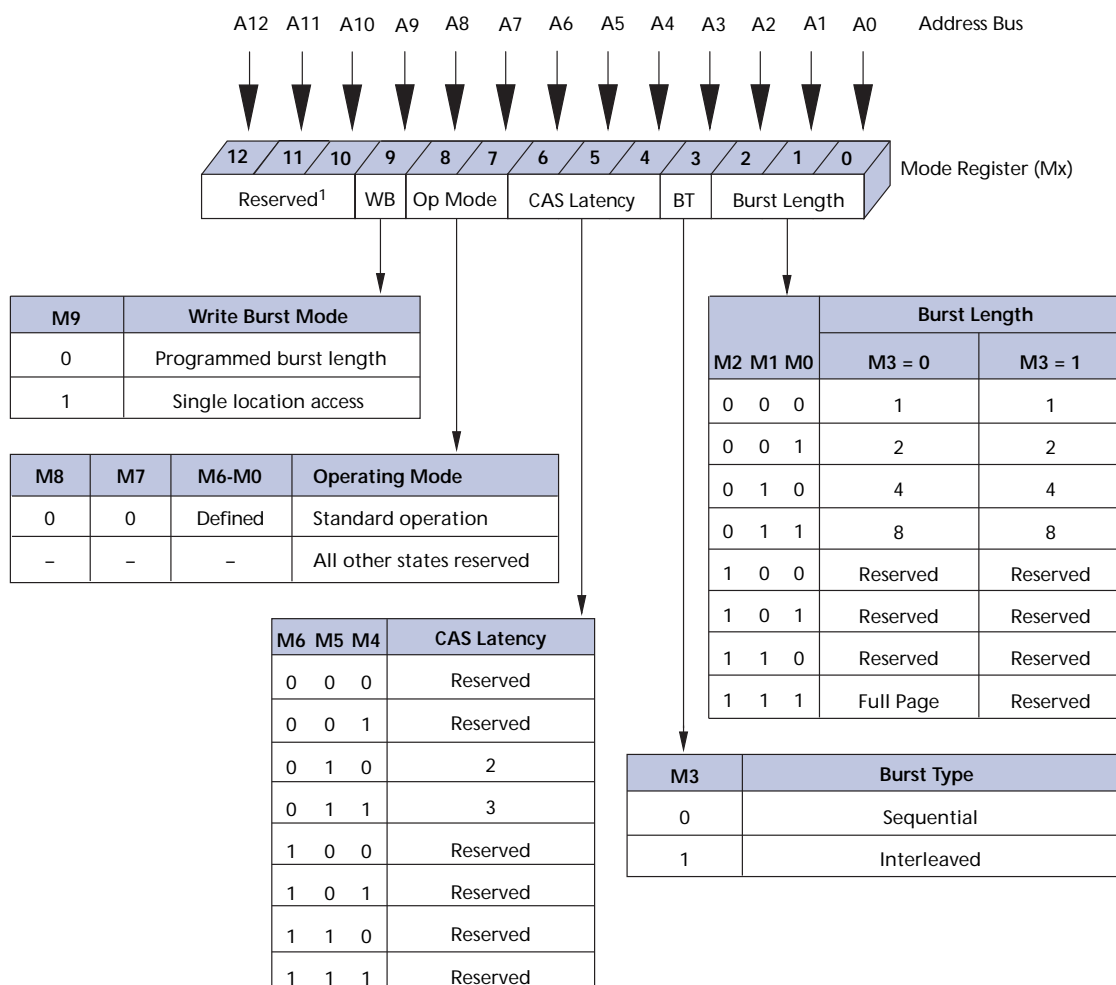 A12 A11 A10 A9 A8 A7 A6 A5 A4 A3 A2 A1 A0 Address Bus
12 11 10 9 8 7 6 5 4 3 2 1 0
Mode Register (Mx)
Reserved1 WB Op Mode CAS Latency BT Burst Length
M9 Write Burst Mode
0 Programmed burst length
1 Single location access
M8 M7 M6-M0 Operating Mode
0 0 Defined Standard operation
– – – All other states reserved
M6 M5 M4 CAS Latency
0 0 0 Reserved
0 0 1 Reserved
0 1 0 2
0 1 1 3
1 0 0 Reserved
1 0 1 Reserved
1 1 0 Reserved
1 1 1 Reserved
Burst Length
M2 M1 M0 M3 = 0 M3 = 1
0 0 0 1 1
0 0 1 2 2
0 1 0 4 4
0 1 1 8 8
1 0 0 Reserved Reserved
1 0 1 Reserved Reserved
1 1 0 Reserved Reserved
1 1 1 Full Page Reserved
M3 Burst Type
0 Sequential
1 Interleaved